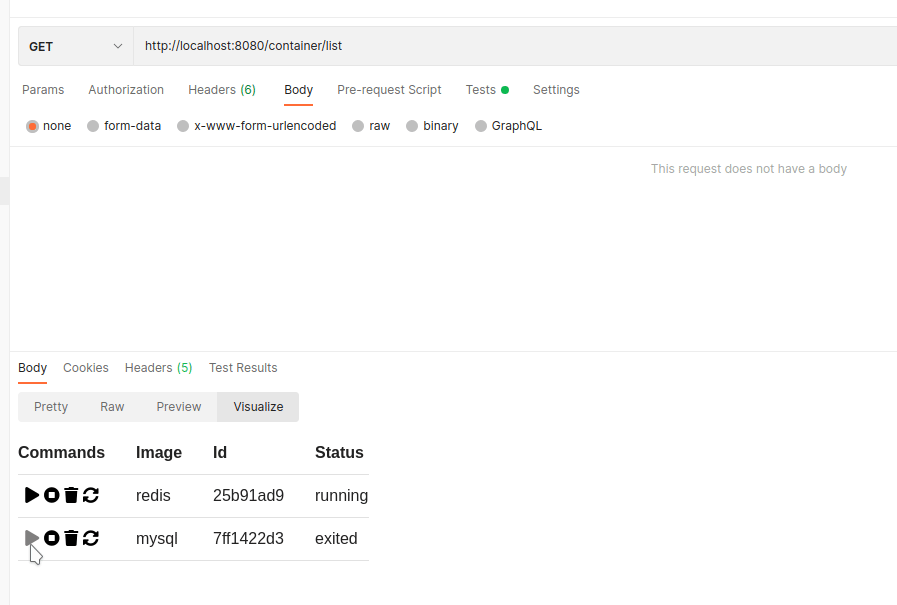 GET http://localhost:8080/container/list
Params Authorization Headers (6) Body Pre-request Script Tests Settings
none form-data x-www-form-urlencoded raw binary GraphQL
This request does not have a body
Body Cookies Headers (5) Test Results
Pretty Raw Preview Visualize
Commands Image Id Status
redis 25b91ad9 running
mysql 7ff1422d3 exited